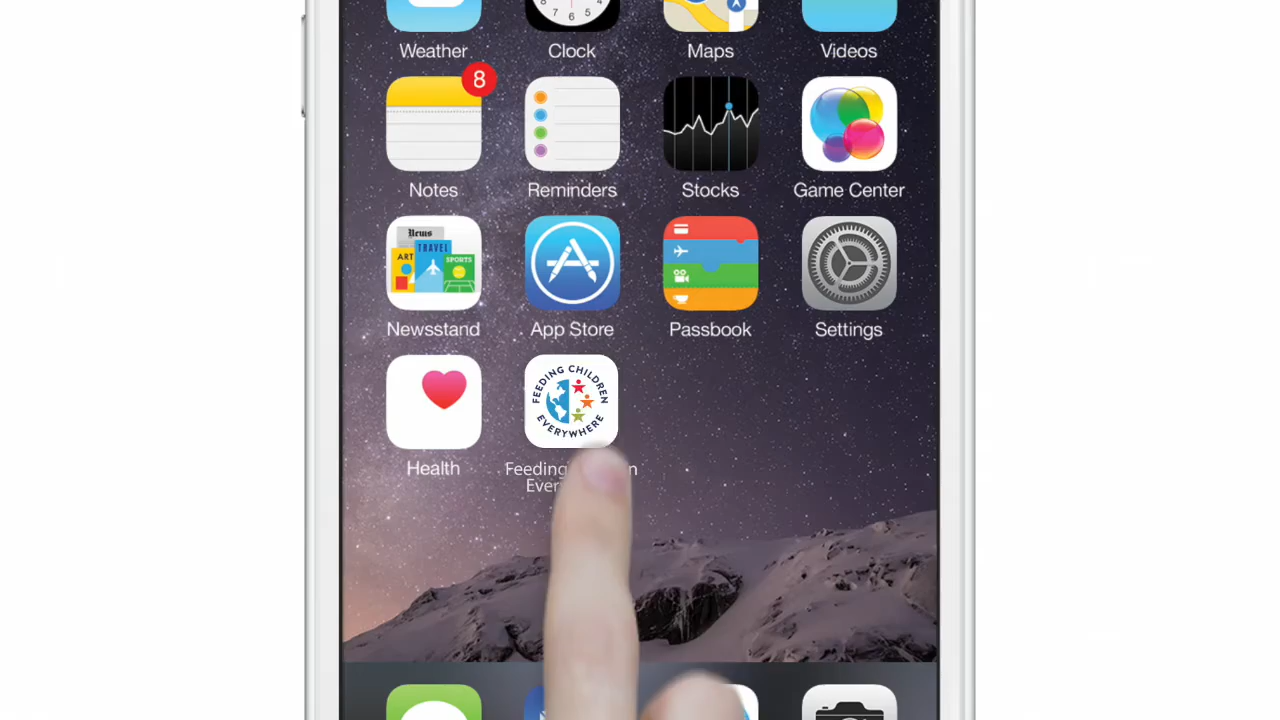 Weather Clock Maps Videos
8
Notes Reminders Stocks Game Center
News
TRAVEL
ART
SPORTS
Newsstand App Store Passbook Settings
FEEDING CHILDREN
EVERYWHERE
Health Feeding